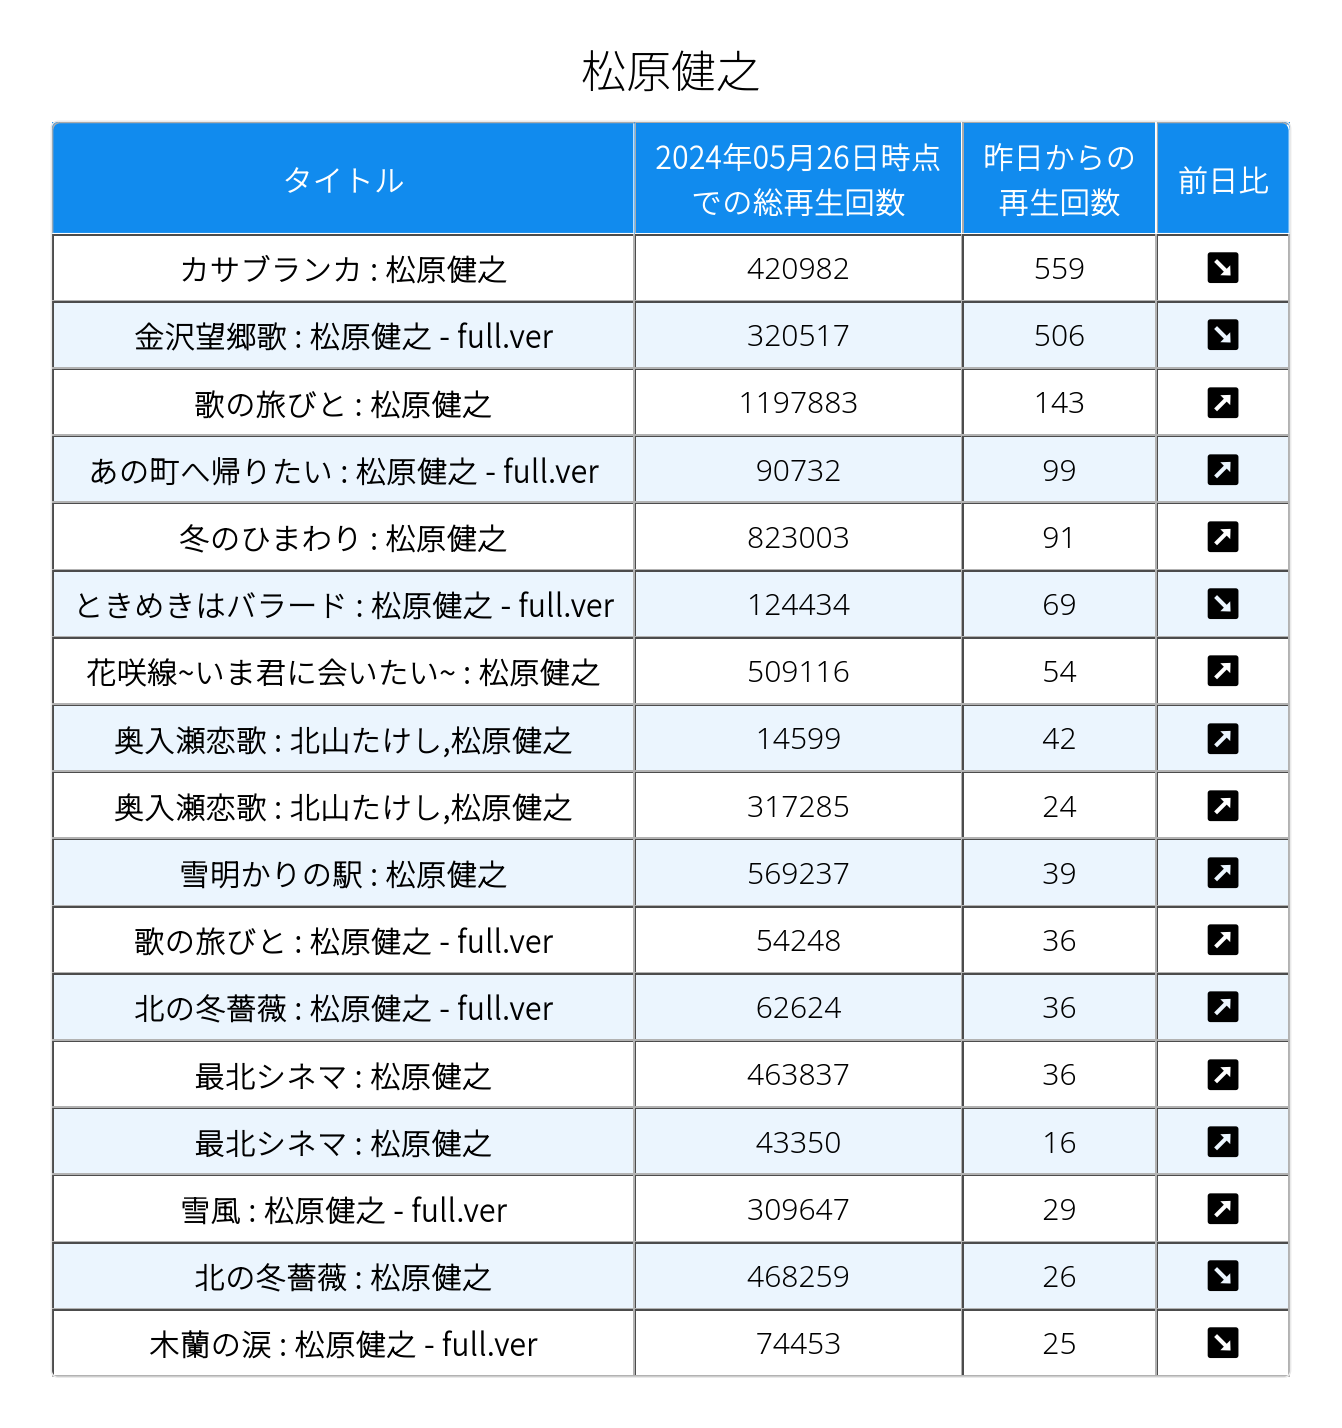 松原健之
タイトル 2024年05月26日時点での総再生回数 昨日からの再生回数 前日比
カサブランカ : 松原健之 420982 559 ↘
金沢望郷歌 : 松原健之 - full.ver 320517 506 ↘
歌の旅びと : 松原健之 1197883 143 ↗
あの町へ帰りたい : 松原健之 - full.ver 90732 99 ↗
冬のひまわり : 松原健之 823003 91 ↗
ときめきはバラード : 松原健之 - full.ver 124434 69 ↘
花咲線~いま君に会いたい~ : 松原健之 509116 54 ↗
奥入瀬恋歌 : 北山たけし,松原健之 14599 42 ↗
奥入瀬恋歌 : 北山たけし,松原健之 317285 24 ↗
雪明かりの駅 : 松原健之 569237 39 ↗
歌の旅びと : 松原健之 - full.ver 54248 36 ↗
北の冬薔薇 : 松原健之 - full.ver 62624 36 ↗
最北シネマ : 松原健之 463837 36 ↗
最北シネマ : 松原健之 43350 16 ↗
雪風 : 松原健之 - full.ver 309647 29 ↗
北の冬薔薇 : 松原健之 468259 26 ↘
木蘭の涙 : 松原健之 - full.ver 74453 25 ↘